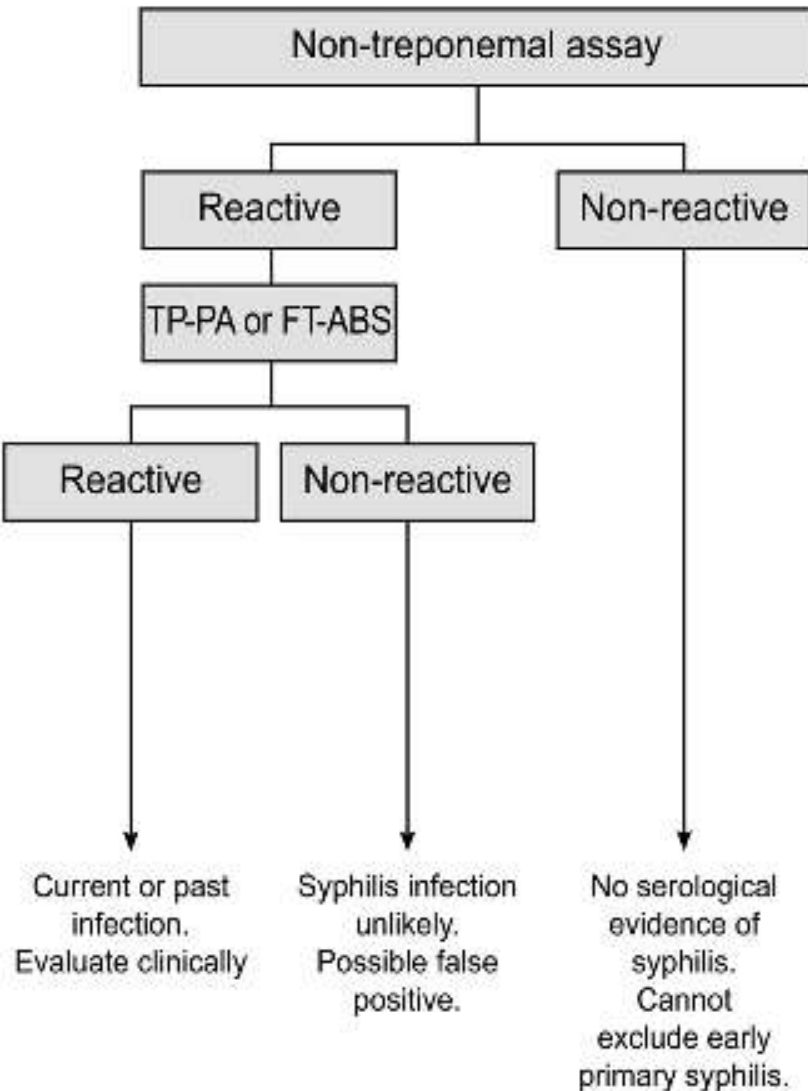 Non-treponemal assay
Reactive
Non-reactive
TP-PA or FT-ABS
Reactive
Non-reactive
Current or past
infection.
Evaluate clinically
Syphilis infection
unlikely.
Possible false
positive.
No serological
evidence of
syphilis.
Cannot
exclude early
primary syphilis.